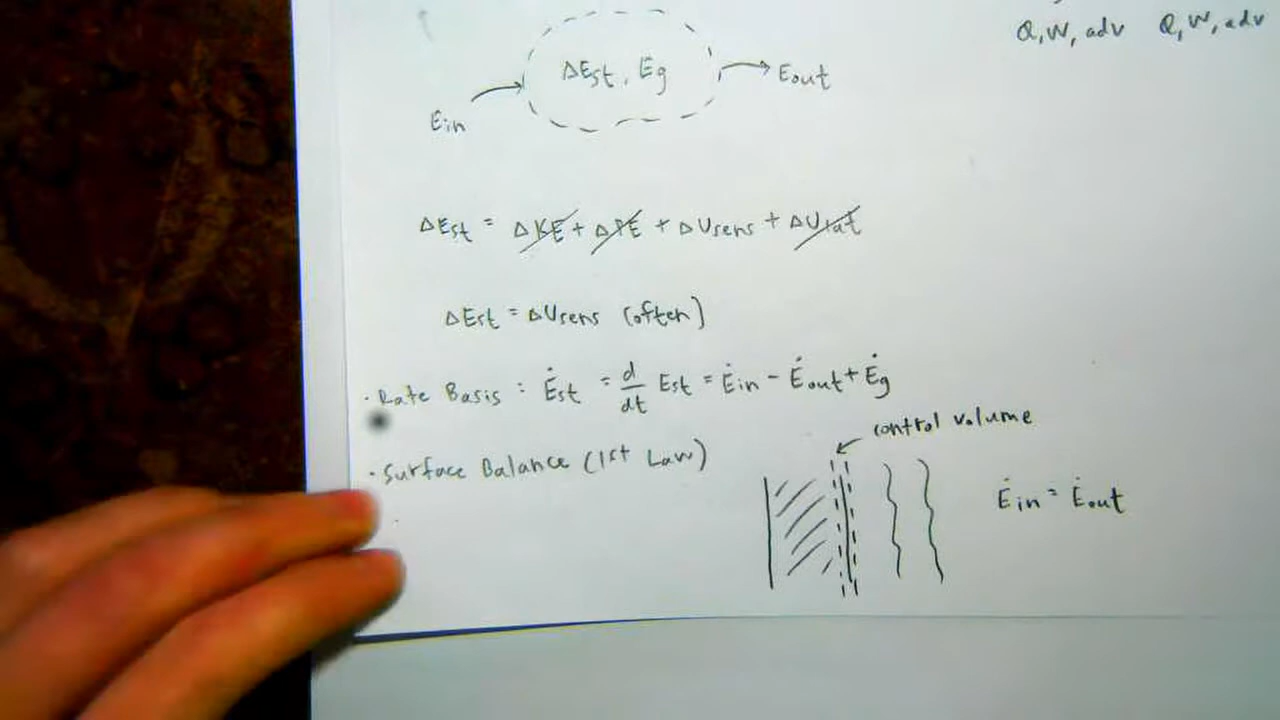 Q, W, adv Q, W, adv
ΔEst, Eg
Eout
Ein
ΔEst = ΔKE + ΔPE + ΔUsens + ΔUlat
ΔEst = ΔUsens (often)
· Rate Basis : Ėst = d/dt Est = Ėin - Ėout + Ėg
control volume
· Surface Balance (1st Law)
Ėin = Ėout